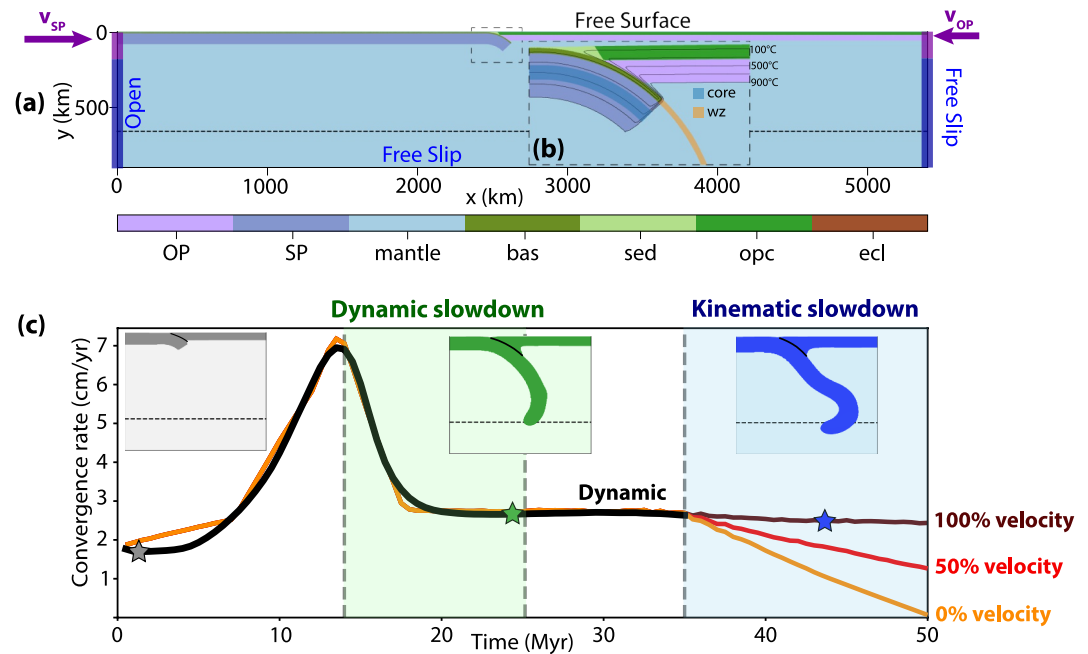 (a)
v_SP
Free Surface
v_OP
0
500
y (km)
Open
Free Slip
Free Slip
100°C
500°C
900°C
core
wz
(b)
0
1000
2000
3000
4000
5000
x (km)
OP
SP
mantle
bas
sed
opc
ecl
(c)
Dynamic slowdown
Kinematic slowdown
Convergence rate (cm/yr)
7
6
5
4
3
2
1
Dynamic
100% velocity
50% velocity
0% velocity
0
10
20
30
40
50
Time (Myr)